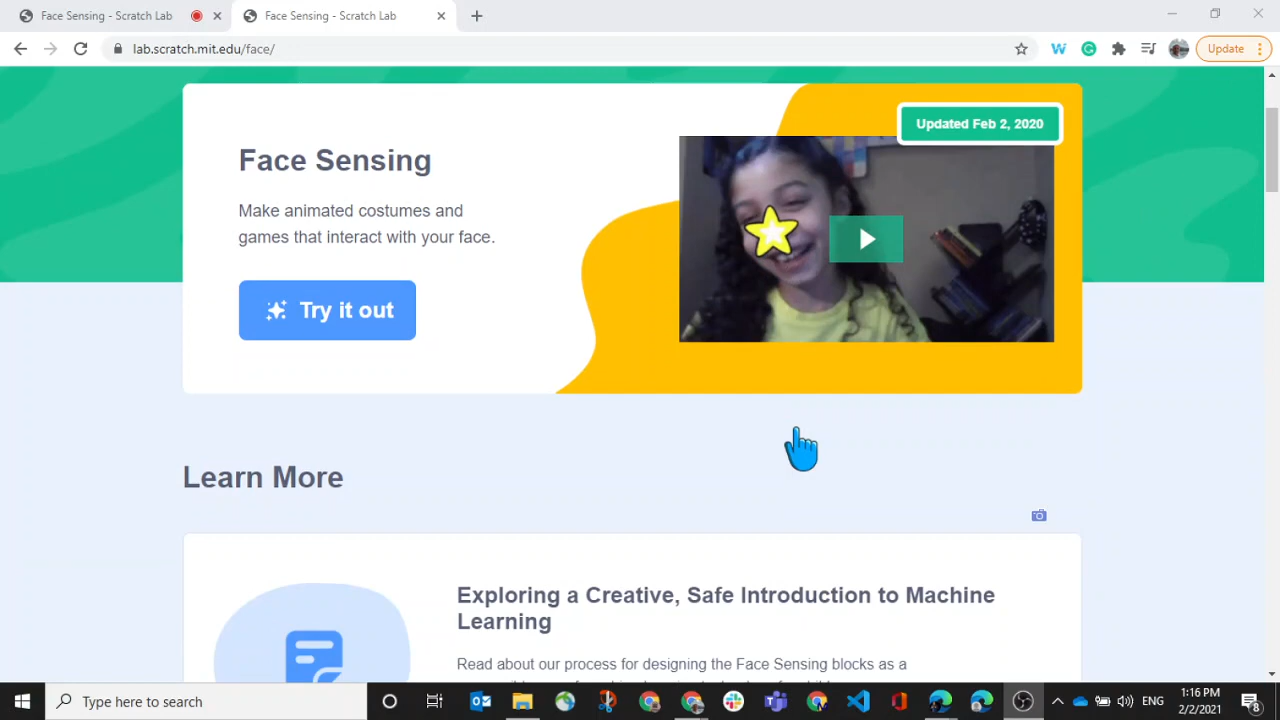 Face Sensing - Scratch Lab
Face Sensing - Scratch Lab
lab.scratch.mit.edu/face/
Update
Updated Feb 2, 2020
Face Sensing
Make animated costumes and
games that interact with your face.
Try it out
Learn More
Exploring a Creative, Safe Introduction to Machine
Learning
Read about our process for designing the Face Sensing blocks as a
Type here to search
ENG
1:16 PM
2/2/2021
8